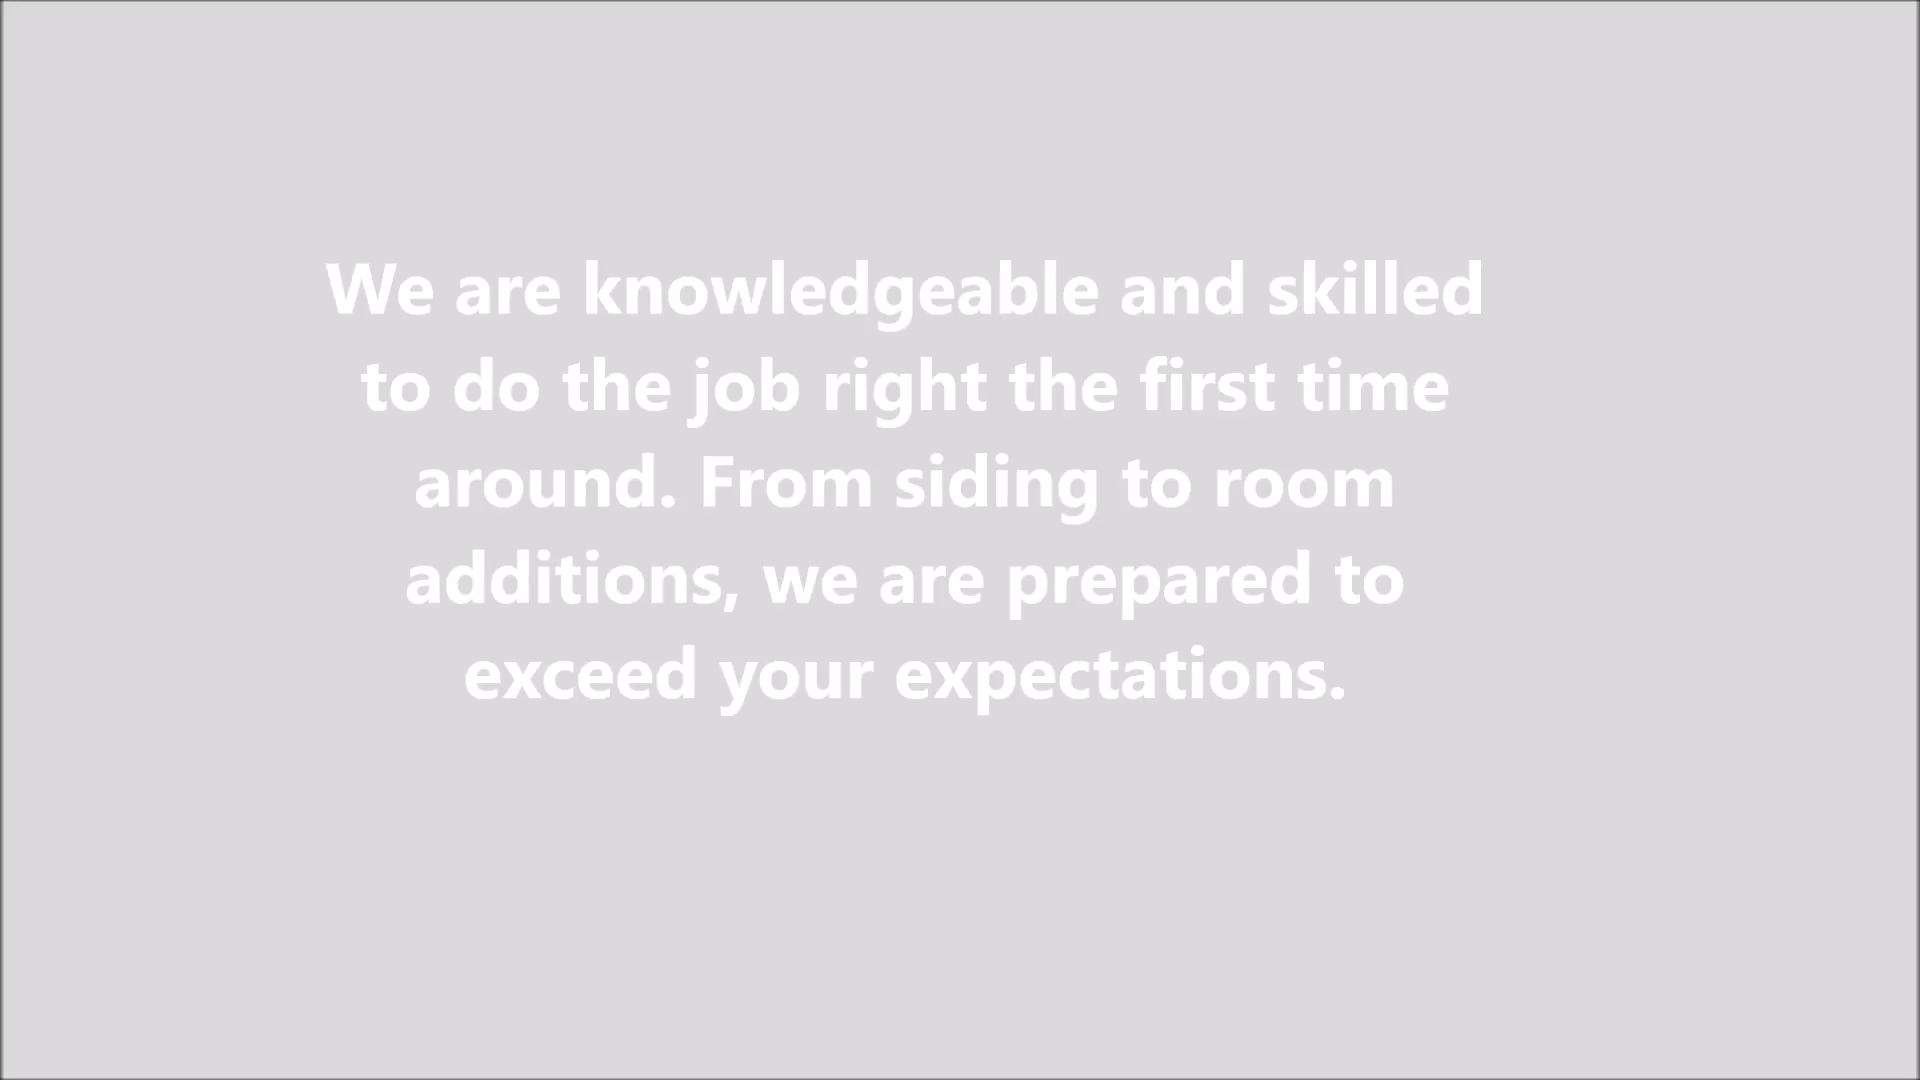 We are knowledgeable and skilled
to do the job right the first time
around. From siding to room
additions, we are prepared to
exceed your expectations.